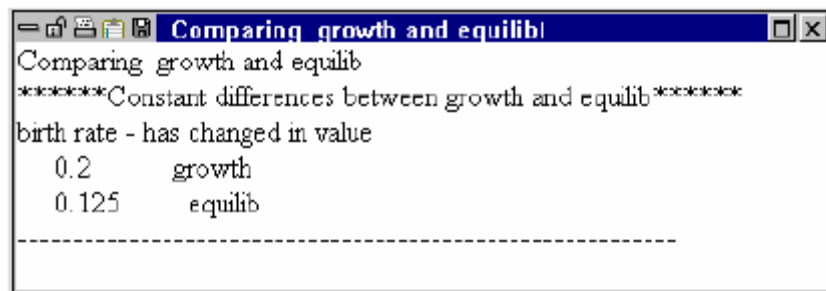 Comparing growth and equilib
Comparing growth and equilib
******Constant differences between growth and equilib******
birth rate - has changed in value
0.2 growth
0.125 equilib
------------------------------------------------------------